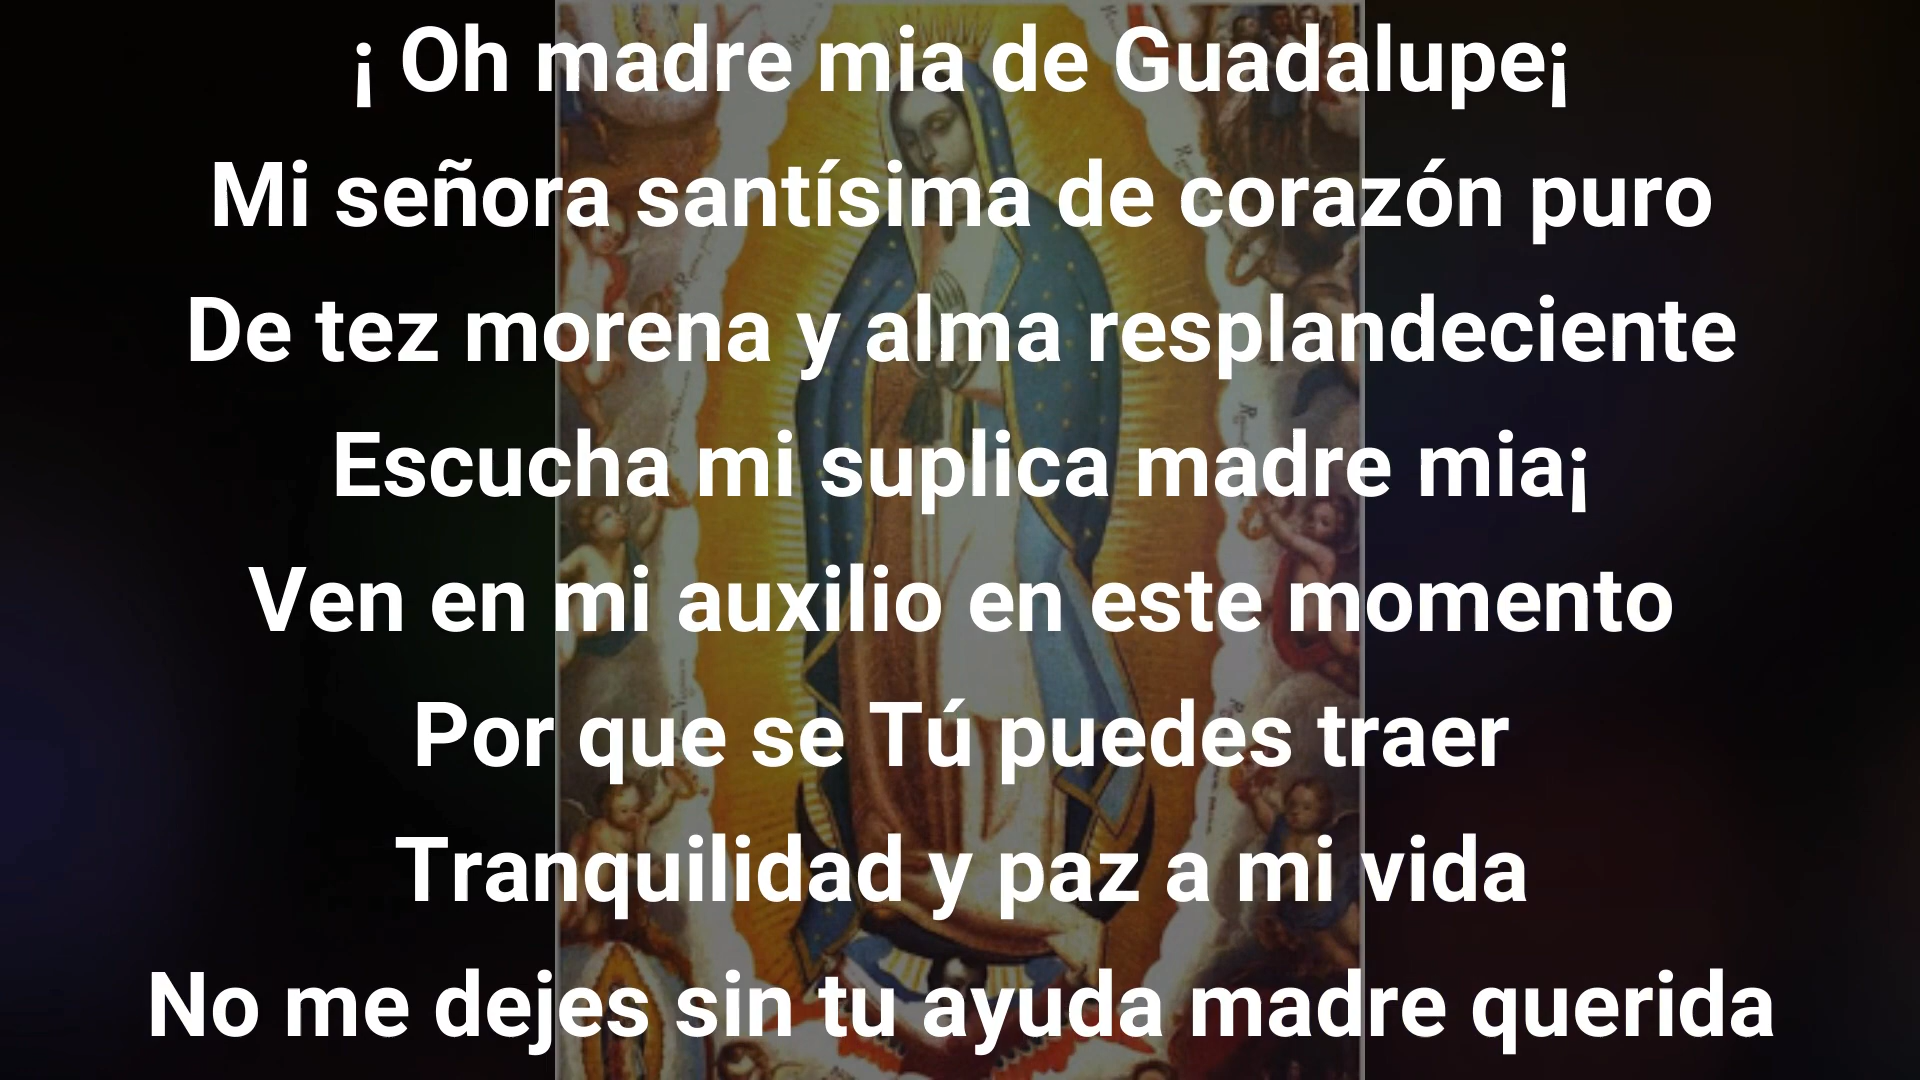 ¡ Oh madre mia de Guadalupe¡
Mi señora santísima de corazón puro
De tez morena y alma resplandeciente
Escucha mi suplica madre mia¡
Ven en mi auxilio en este momento
Por que se Tú puedes traer
Tranquilidad y paz a mi vida
No me dejes sin tu ayuda madre querida